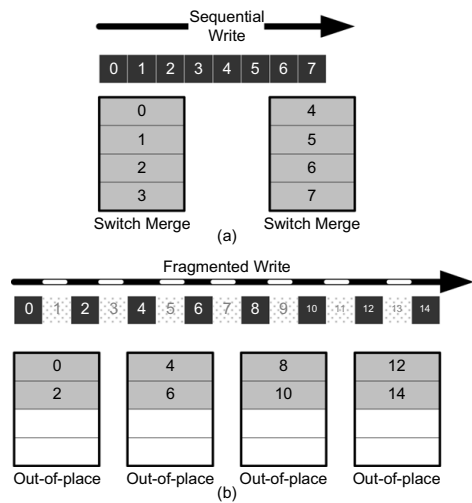 Sequential
Write
0 1 2 3 4 5 6 7
0 4
1 5
2 6
3 7
Switch Merge Switch Merge
(a)
Fragmented Write
0 1 2 3 4 5 6 7 8 9 10 11 12 13 14
0 4 8 12
2 6 10 14
Out-of-place Out-of-place Out-of-place Out-of-place
(b)